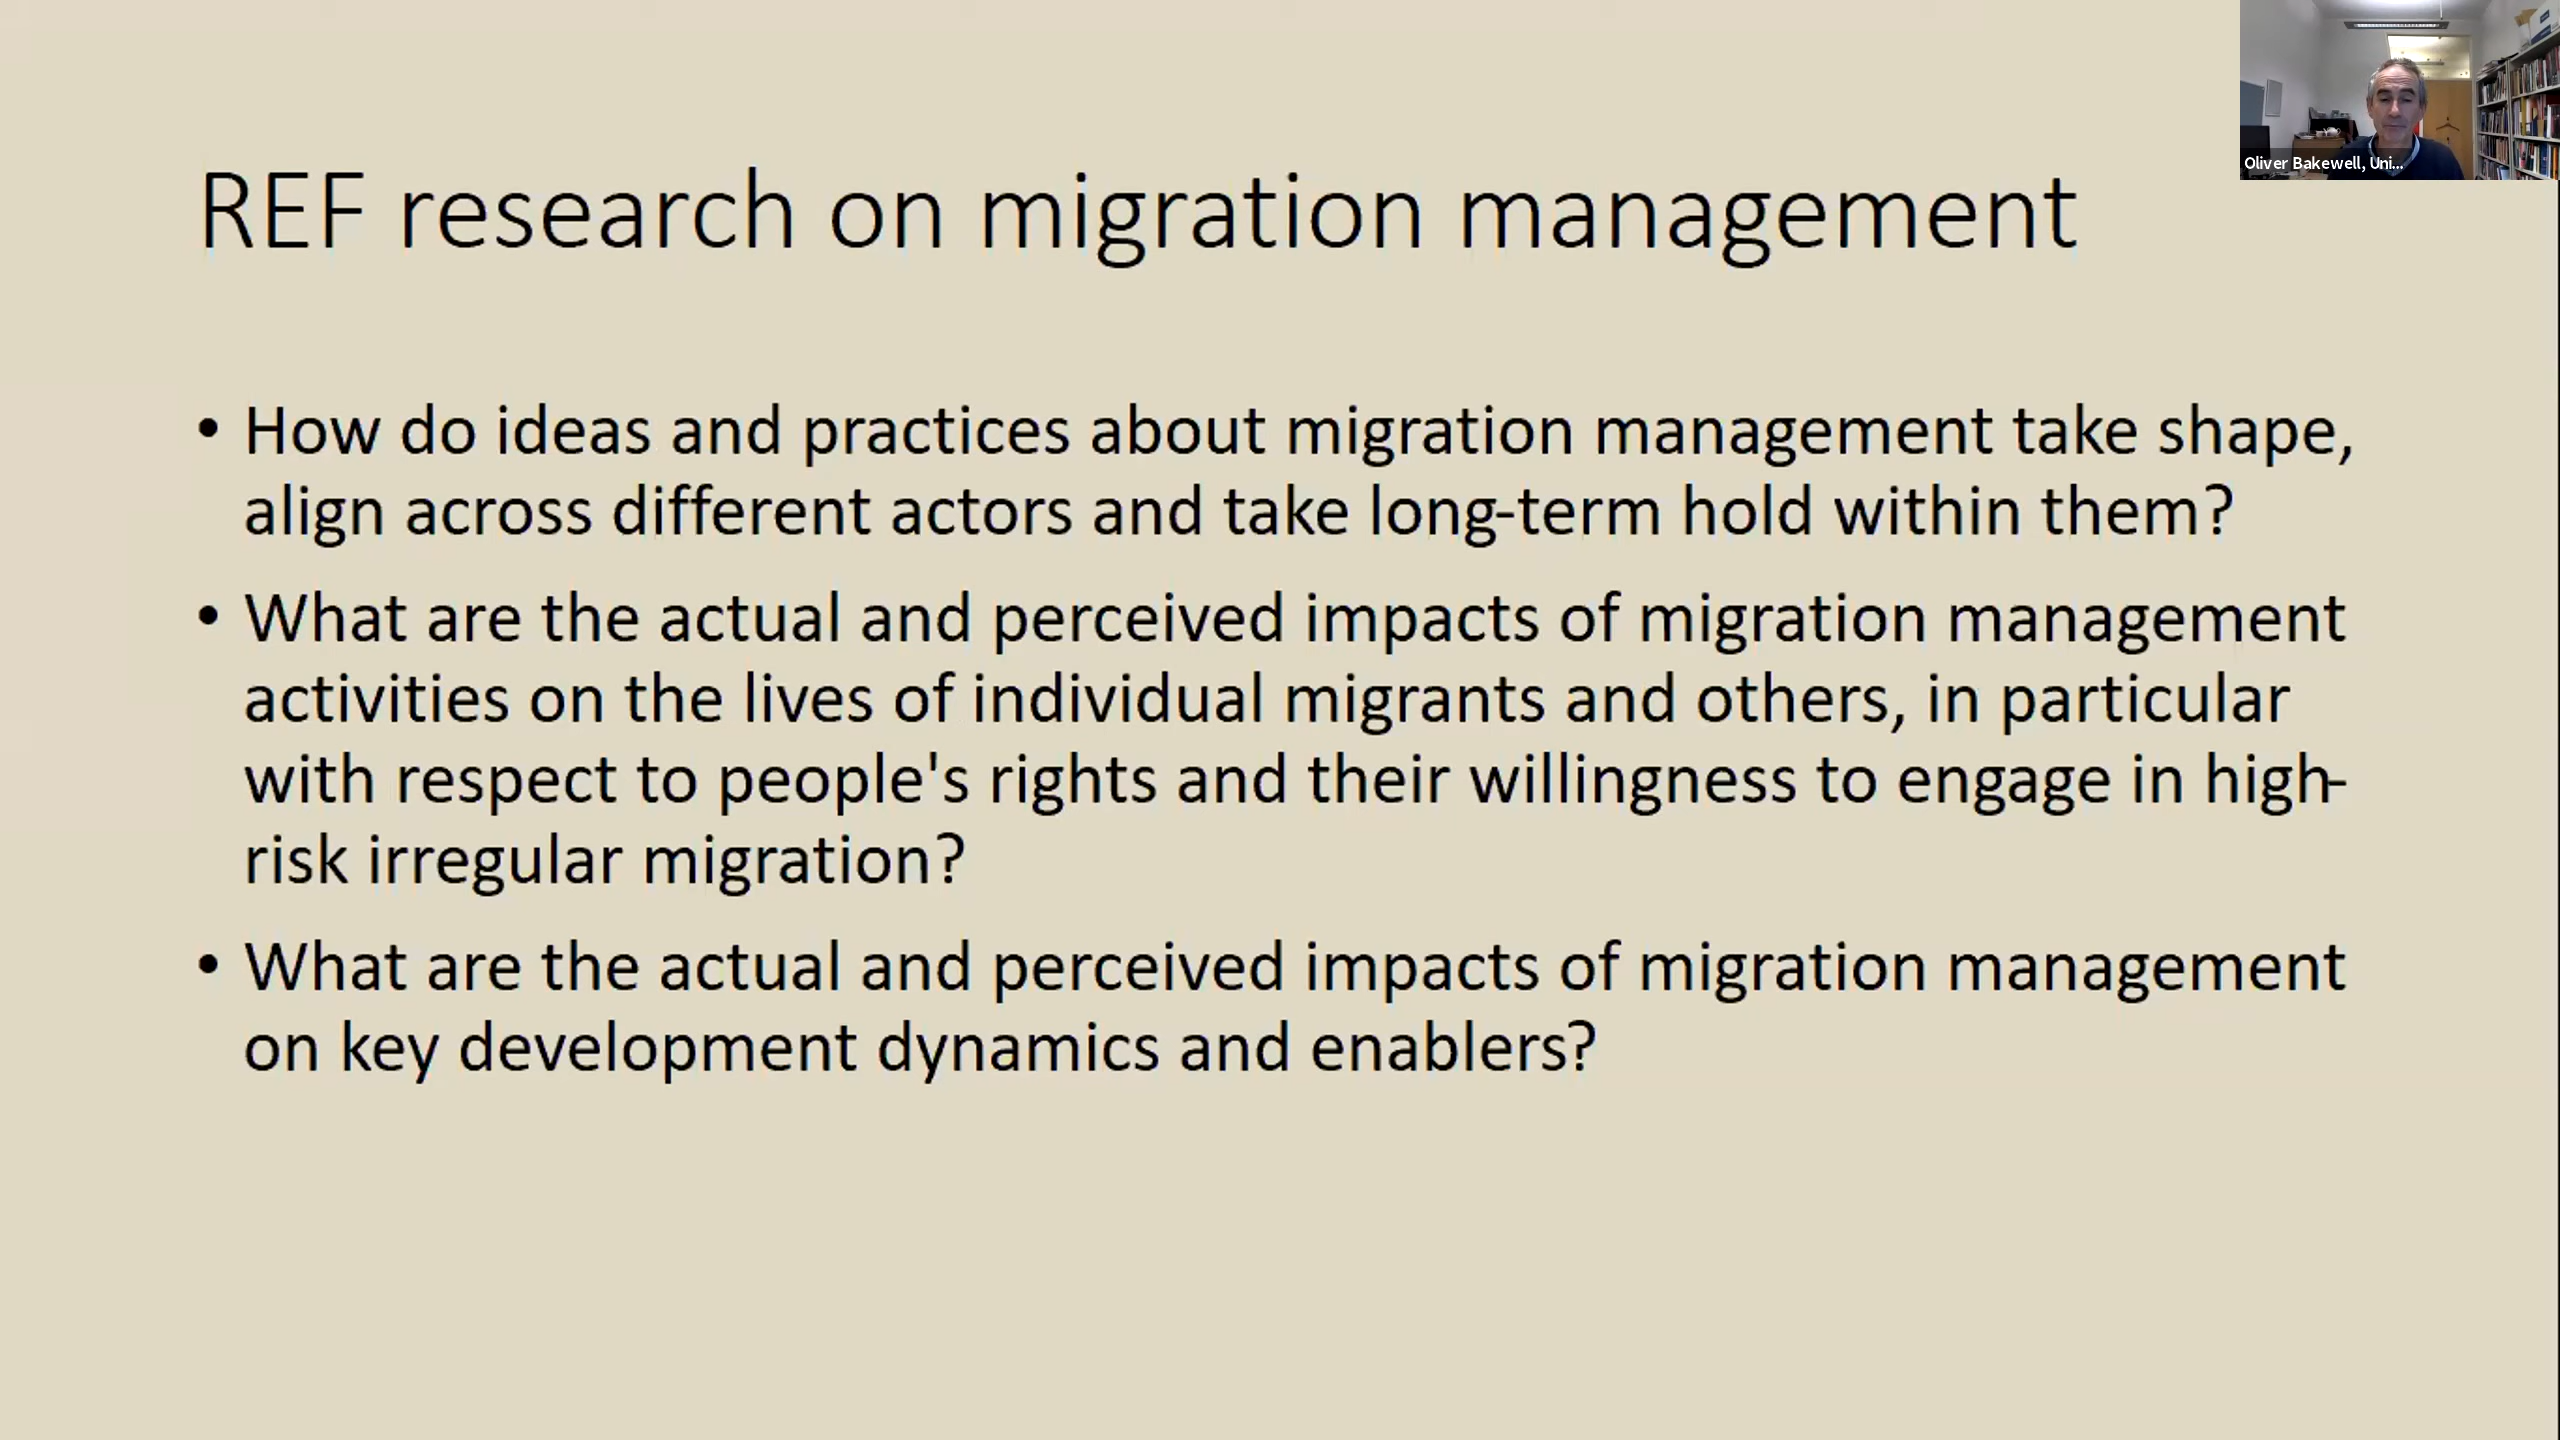 REF research on migration management
• How do ideas and practices about migration management take shape,
align across different actors and take long-term hold within them?
• What are the actual and perceived impacts of migration management
activities on the lives of individual migrants and others, in particular
with respect to people's rights and their willingness to engage in high-
risk irregular migration?
• What are the actual and perceived impacts of migration management
on key development dynamics and enablers?
Oliver Bakewell, Uni...